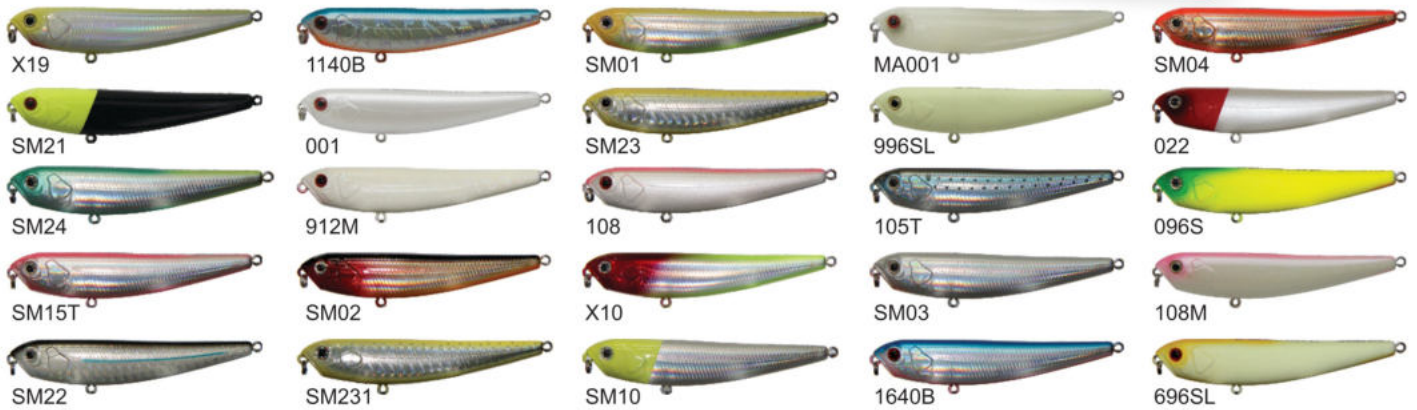 X19 1140B SM01 MA001 SM04
SM21 001 SM23 996SL 022
SM24 912M 108 105T 096S
SM15T SM02 X10 SM03 108M
SM22 SM231 SM10 1640B 696SL